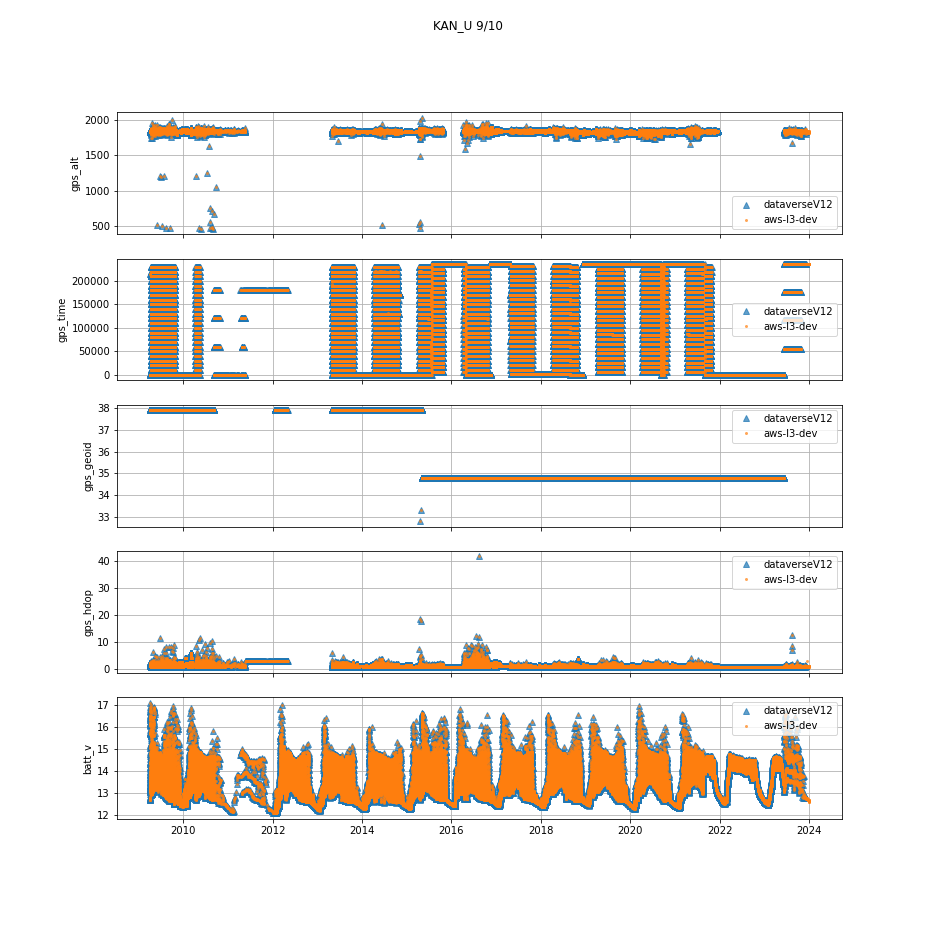 KAN_U 9/10
2000
1500
1000
500
gps_alt
dataverseV12
aws-l3-dev
200000
150000
100000
50000
0
gps_time
dataverseV12
aws-l3-dev
38
37
36
35
34
33
gps_geoid
dataverseV12
aws-l3-dev
40
30
20
10
0
gps_hdop
dataverseV12
aws-l3-dev
17
16
15
14
13
12
batt_v
dataverseV12
aws-l3-dev
2010 2012 2014 2016 2018 2020 2022 2024